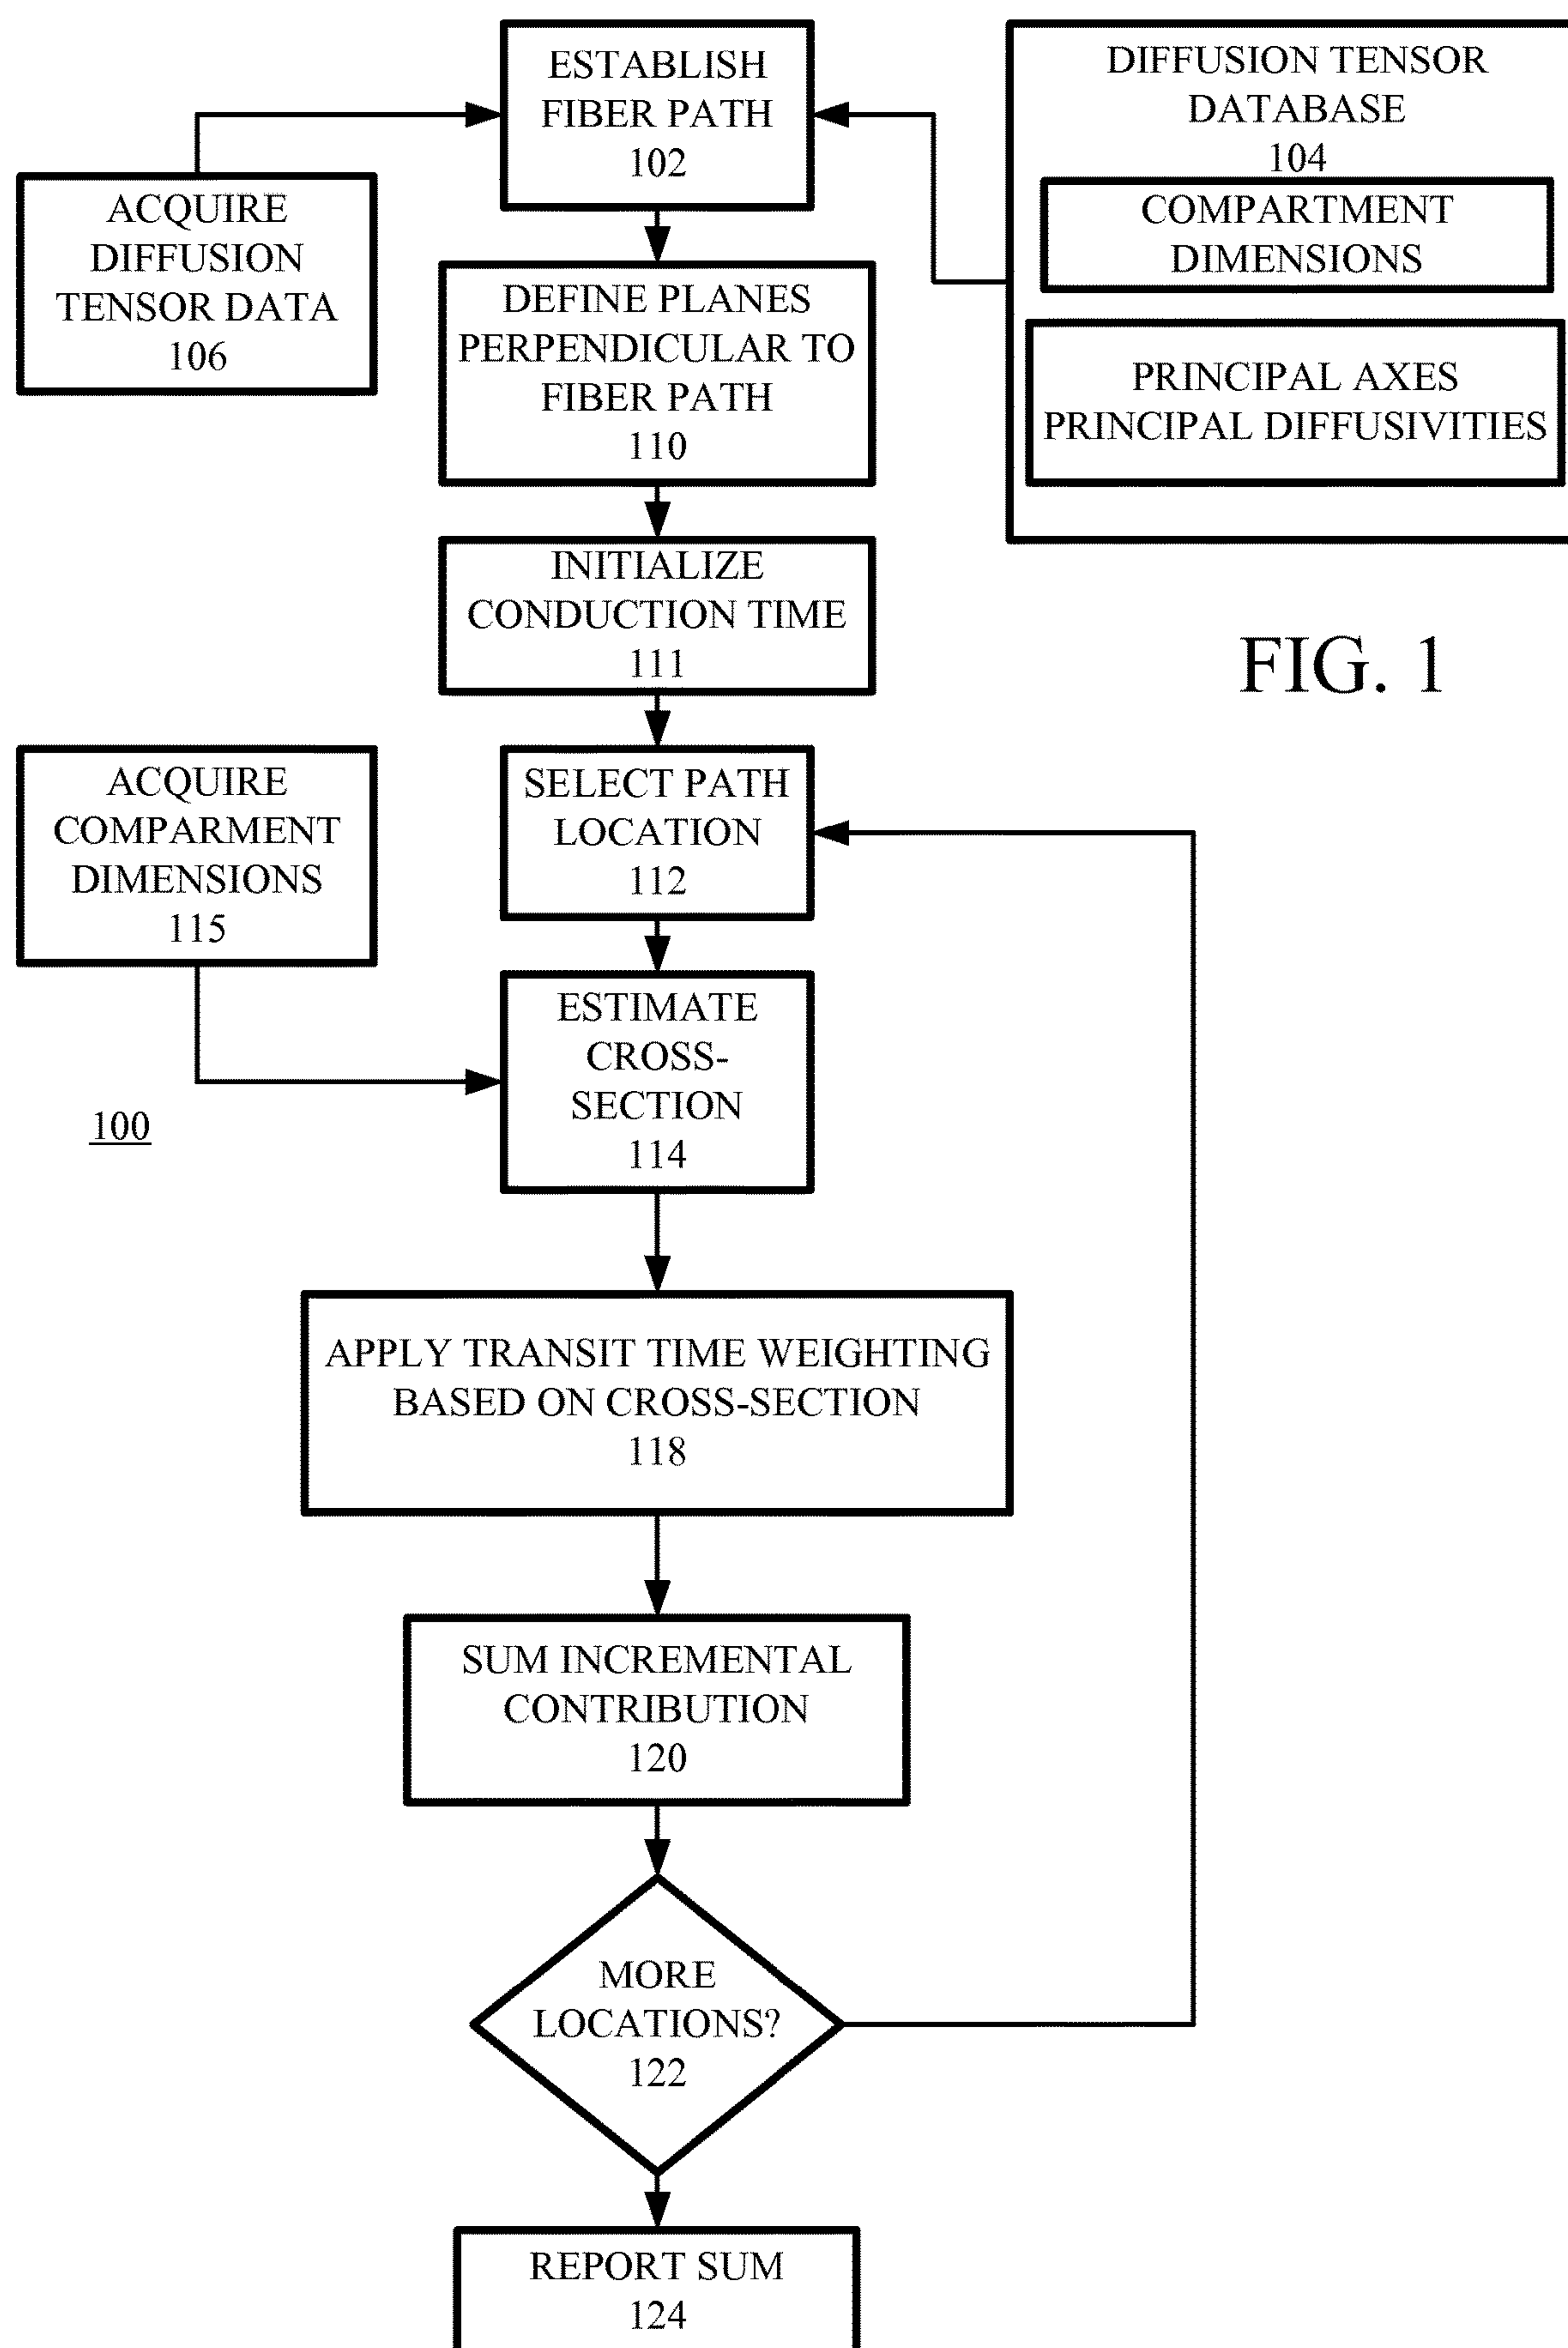 ESTABLISH
FIBER PATH
102
DIFFUSION TENSOR
DATABASE
104
COMPARTMENT
DIMENSIONS
PRINCIPAL AXES
PRINCIPAL DIFFUSIVITIES
ACQUIRE
DIFFUSION
TENSOR DATA
106
DEFINE PLANES
PERPENDICULAR TO
FIBER PATH
110
INITIALIZE
CONDUCTION TIME
111
FIG. 1
SELECT PATH
LOCATION
112
ACQUIRE
COMPARMENT
DIMENSIONS
115
ESTIMATE
CROSS-
SECTION
114
100
APPLY TRANSIT TIME WEIGHTING
BASED ON CROSS-SECTION
118
SUM INCREMENTAL
CONTRIBUTION
120
MORE
LOCATIONS?
122
REPORT SUM
124